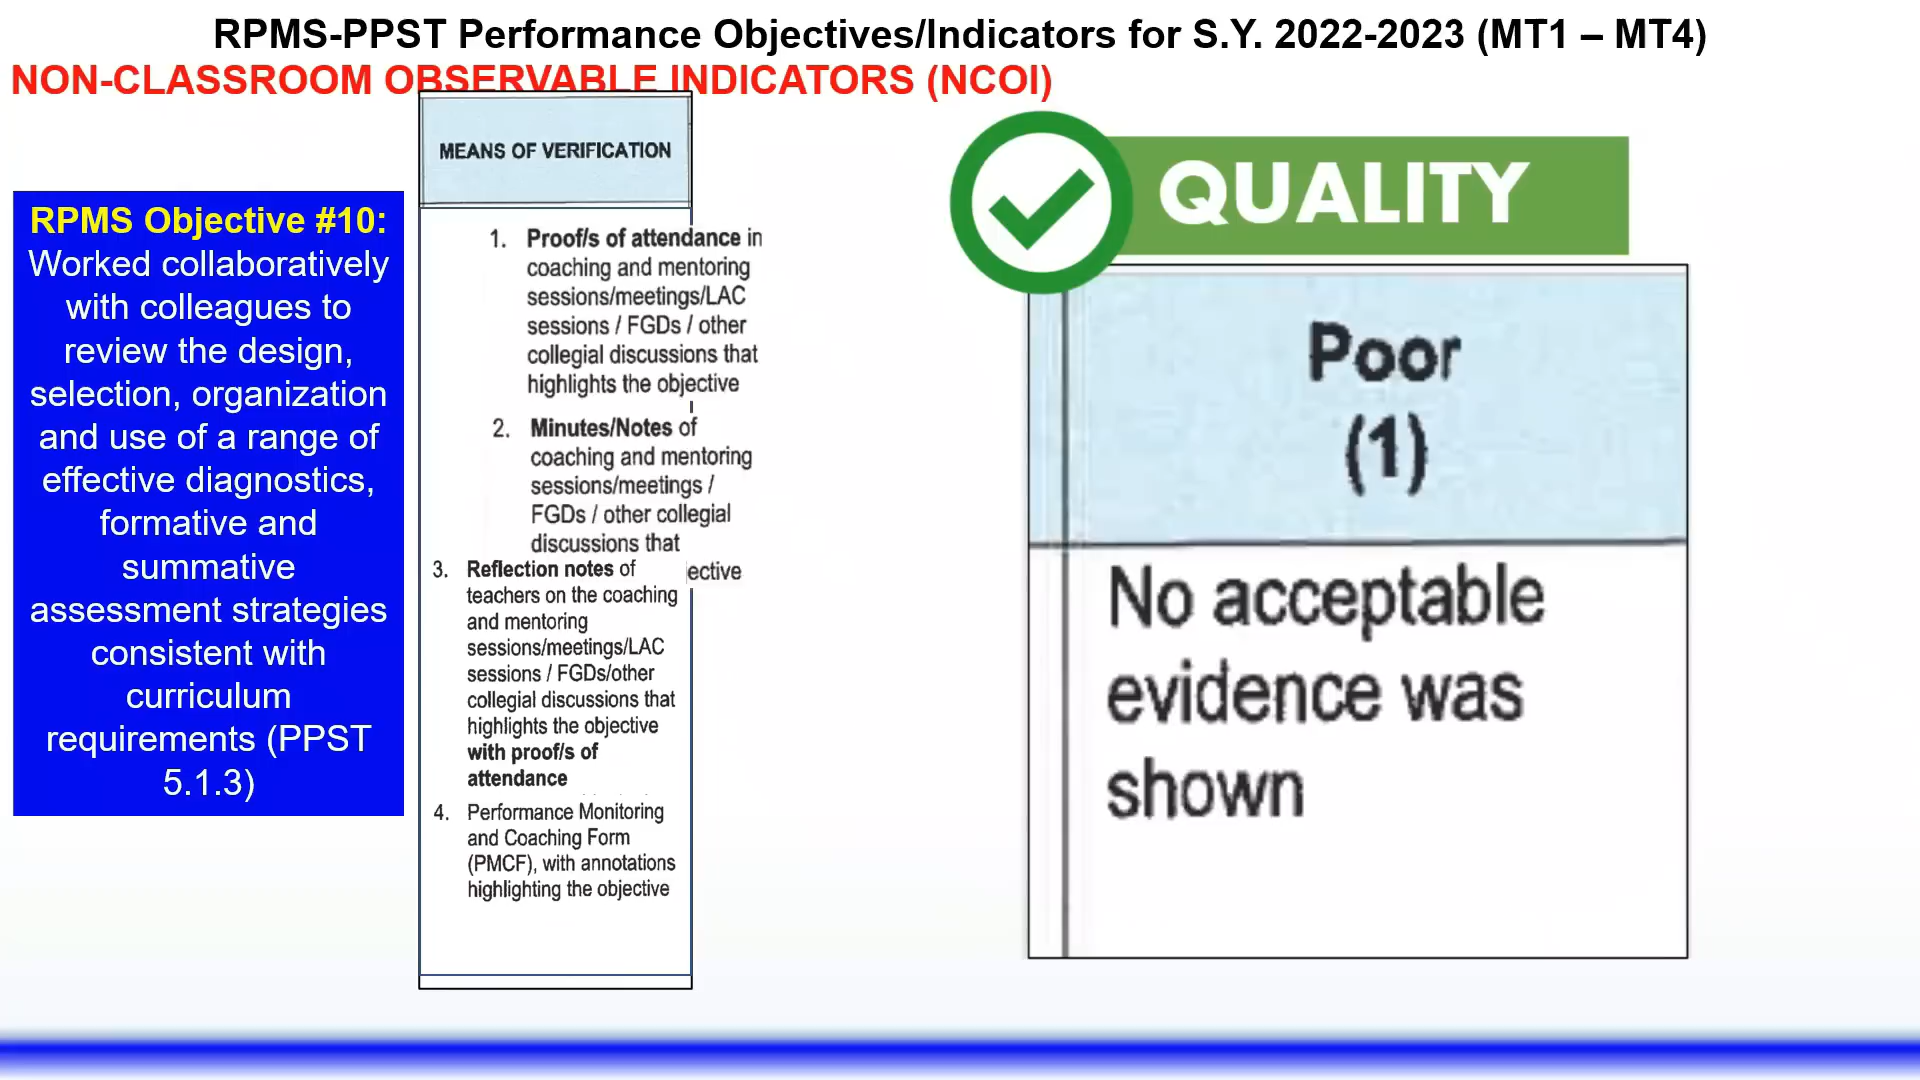 RPMS-PPST Performance Objectives/Indicators for S.Y. 2022-2023 (MT1 – MT4)
NON-CLASSROOM OBSERVABLE INDICATORS (NCOI)
RPMS Objective #10:
Worked collaboratively
with colleagues to
review the design,
selection, organization
and use of a range of
effective diagnostics,
formative and
summative
assessment strategies
consistent with
curriculum
requirements (PPST
5.1.3)
MEANS OF VERIFICATION
1. Proof/s of attendance in
coaching and mentoring
sessions/meetings/LAC
sessions / FGDs / other
collegial discussions that
highlights the objective
2. Minutes/Notes of
coaching and mentoring
sessions/meetings /
FGDs / other collegial
discussions that
ective
3. Reflection notes of
teachers on the coaching
and mentoring
sessions/meetings/LAC
sessions / FGDs/other
collegial discussions that
highlights the objective
with proof/s of
attendance
4. Performance Monitoring
and Coaching Form
(PMCF), with annotations
highlighting the objective
QUALITY
Poor
(1)
No acceptable
evidence was
shown